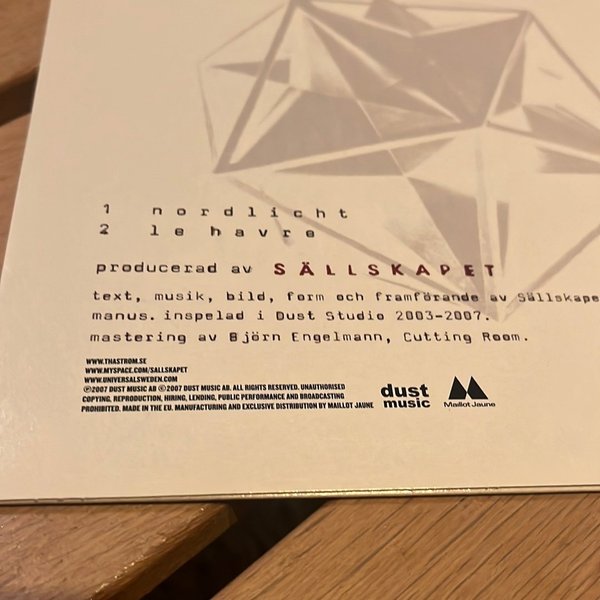 1 nordlicht
2 le havre
producerad av SÄLLSKAPET
text, musik, bild, form och framförande av Sällskape
manus. inspelad i Dust Studio 2003-2007.
mastering av Björn Engelmann, Cutting Room.
WWW.THASTROM.SE
WWW.MYSPACE.COM/SALLSKAPET
WWW.UNIVERSALSWEDEN.COM
℗2007 DUST MUSIC AB ©2007 DUST MUSIC AB. ALL RIGHTS RESERVED. UNAUTHORISED
COPYING, REPRODUCTION, HIRING, LENDING, PUBLIC PERFORMANCE AND BROADCASTING
PROHIBITED. MADE IN THE EU. MANUFACTURING AND EXCLUSIVE DISTRIBUTION BY MAILLOT JAUNE
dust
music
Maillot Jaune